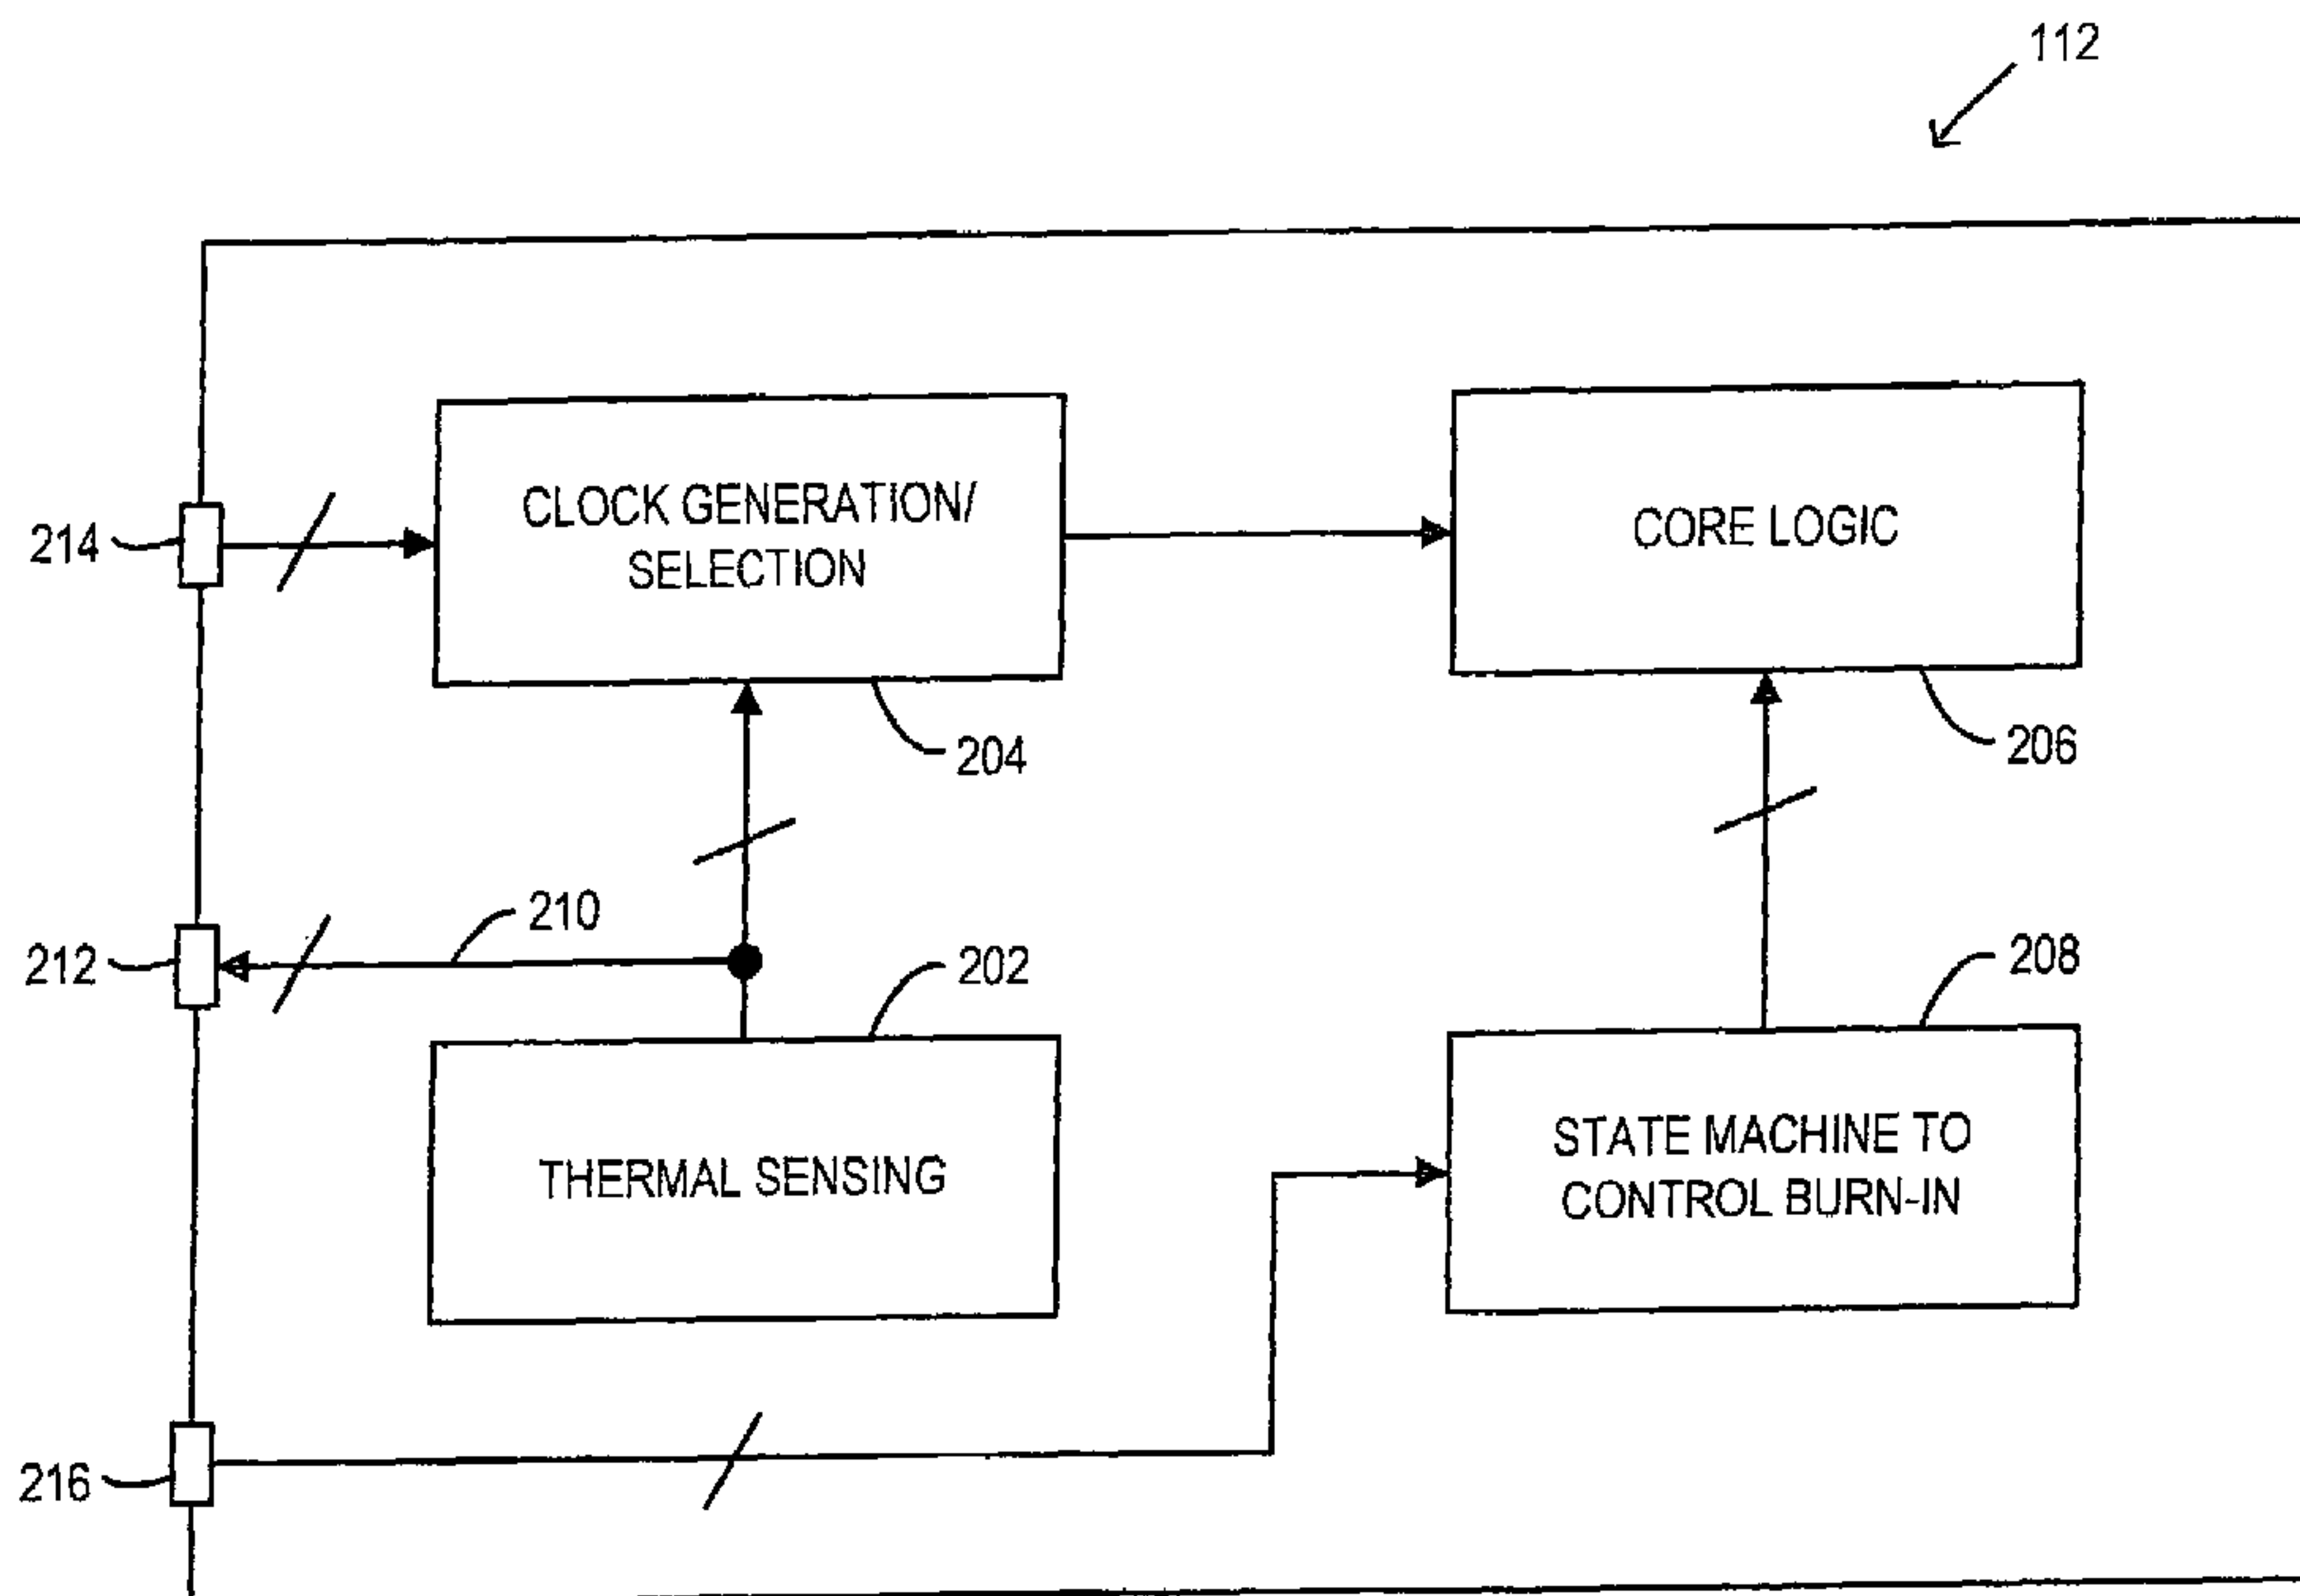 112
CLOCK GENERATION/
SELECTION
CORE LOGIC
214
204
206
210
212
202
208
THERMAL SENSING
STATE MACHINE TO
CONTROL BURN-IN
216